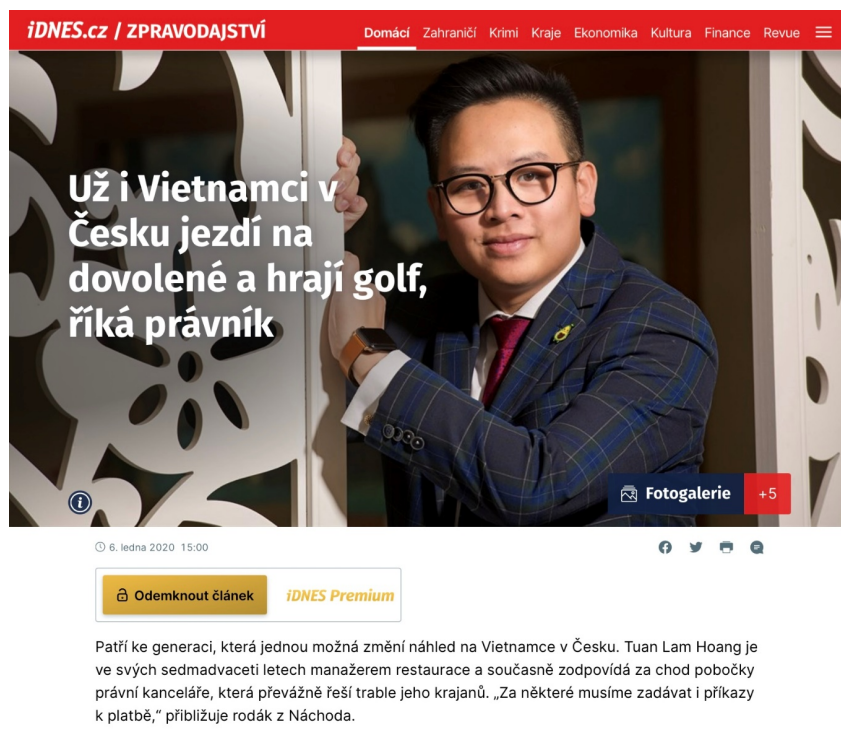 iDNES.cz / ZPRAVODAJSTVÍ
Domácí Zahraničí Krimi Kraje Ekonomika Kultura Finance Revue
Už i Vietnamci v
Česku jezdí na
dovolené a hrají golf,
říká právník
i
Fotogalerie +5
6. ledna 2020 15:00
Odemknout článek iDNES Premium
Patří ke generaci, která jednou možná změní náhled na Vietnamce v Česku. Tuan Lam Hoang je
ve svých sedmadvaceti letech manažerem restaurace a současně zodpovídá za chod pobočky
právní kanceláře, která převážně řeší trable jeho krajanů. „Za některé musíme zadávat i příkazy
k platbě,“ přibližuje rodák z Náchoda.